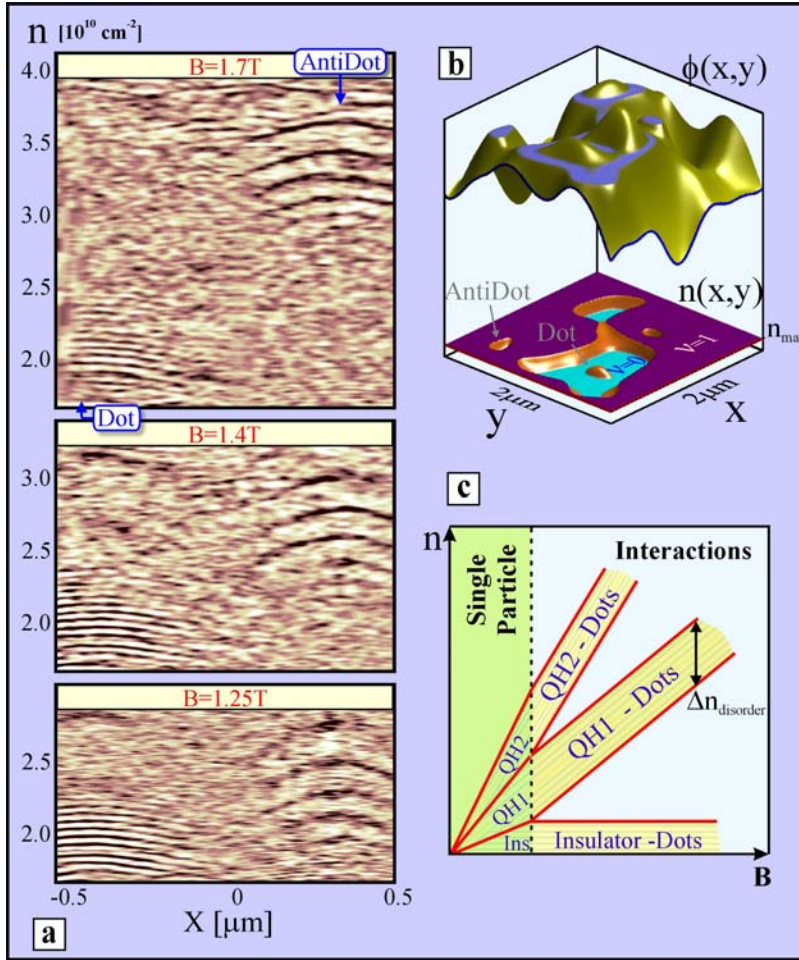 n [10¹⁰ cm⁻²]
B=1.7T
AntiDot
4.0
3.5
3.0
2.5
2.0
Dot
B=1.4T
3.0
2.5
2.0
B=1.25T
2.5
2.0
-0.5 0 0.5
X [μm]
a
b
ϕ(x,y)
n(x,y)
AntiDot
Dot
ν=0
ν=1
n
2μm
2μm
y
x
c
n
Single
Particle
Interactions
QH2 - Dots
QH1 - Dots
Δn disorder
QH2
QH1
Ins
Insulator -Dots
B